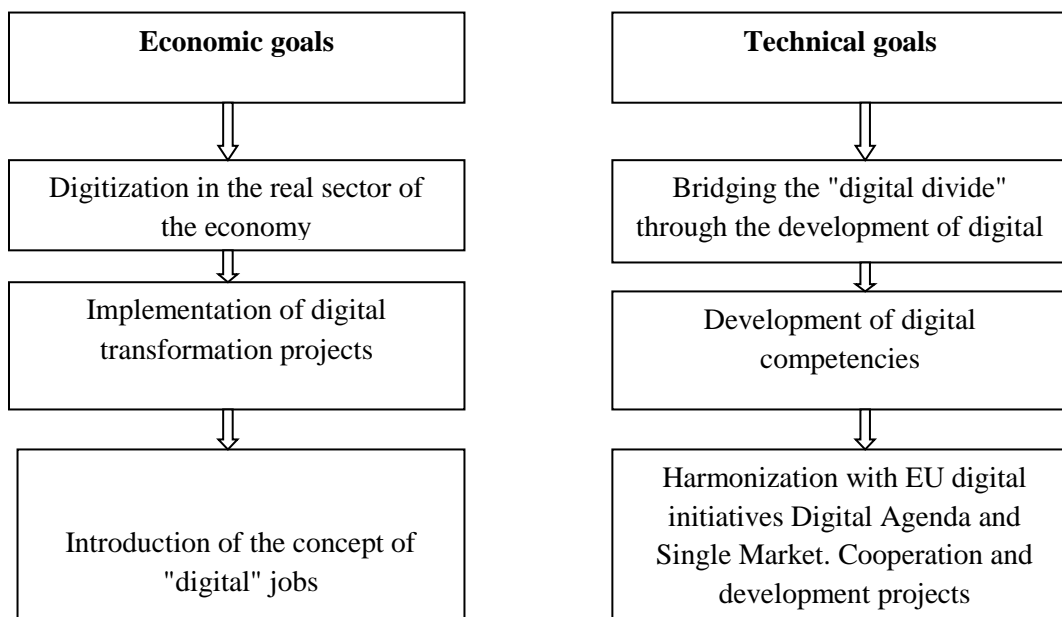 Economic goals
Digitization in the real sector of
the economy
Implementation of digital
transformation projects
Introduction of the concept of
"digital" jobs
Technical goals
Bridging the "digital divide"
through the development of digital
Development of digital
competencies
Harmonization with EU digital
initiatives Digital Agenda and
Single Market. Cooperation and
development projects